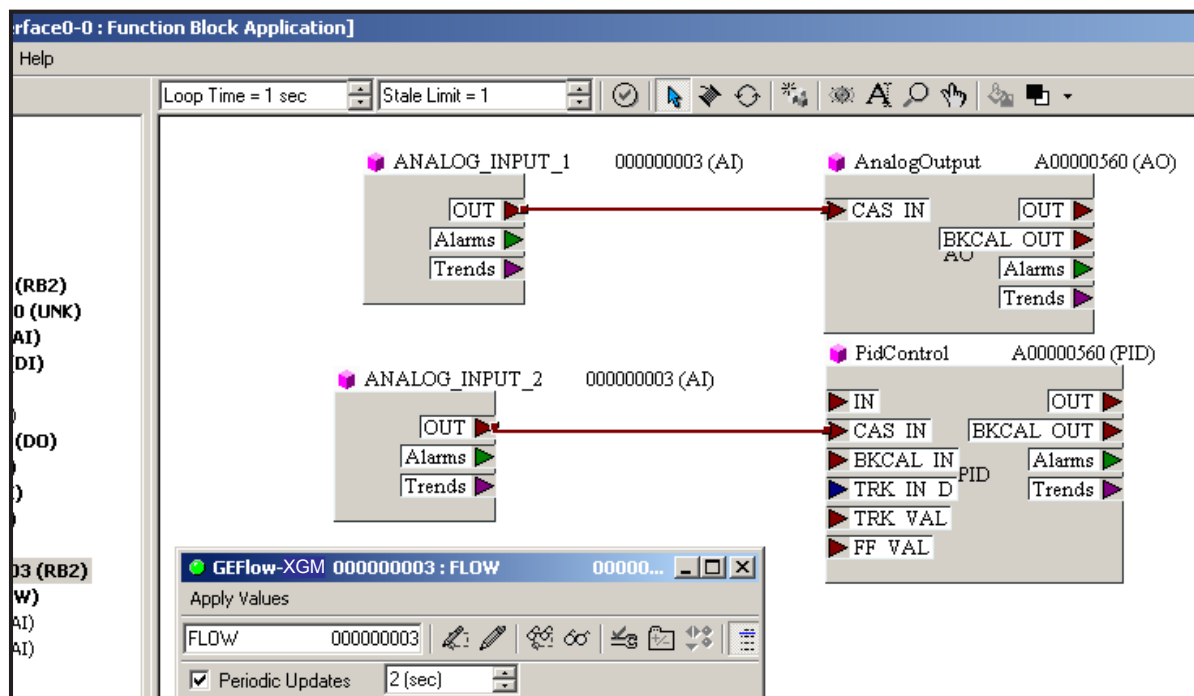 erface0-0 : Function Block Application]
Help
Loop Time = 1 sec
Stale Limit = 1
(RB2)
0 (UNK)
AI)
(DI)
)
(DO)
)
)
)
03 (RB2)
W)
AI)
AI)
ANALOG_INPUT_1 000000003 (AI)
OUT
Alarms
Trends
AnalogOutput A00000560 (AO)
CAS IN
OUT
BKCAL OUT
AO
Alarms
Trends
ANALOG_INPUT_2 000000003 (AI)
OUT
Alarms
Trends
PidControl A00000560 (PID)
IN
OUT
CAS IN
BKCAL OUT
BKCAL IN
PID
Alarms
TRK IN D
Trends
TRK VAL
FF VAL
GEFlow-XGM 000000003 : FLOW 00000...
Apply Values
FLOW 000000003
Periodic Updates 2 (sec)